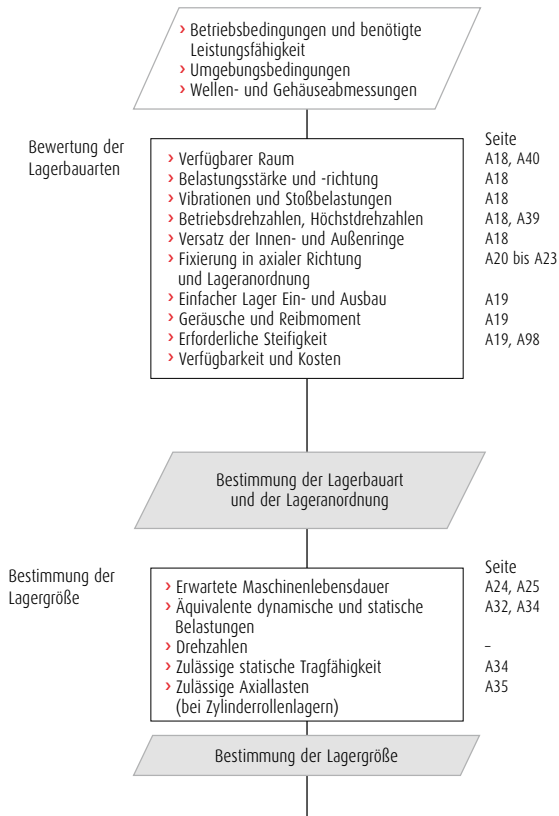 › Betriebsbedingungen und benötigte
Leistungsfähigkeit
› Umgebungsbedingungen
› Wellen- und Gehäuseabmessungen
Bewertung der
Lagerbauarten
Seite
› Verfügbarer Raum A18, A40
› Belastungsstärke und -richtung A18
› Vibrationen und Stoßbelastungen A18
› Betriebsdrehzahlen, Höchstdrehzahlen A18, A39
› Versatz der Innen- und Außenringe A18
› Fixierung in axialer Richtung A20 bis A23
und Lageranordnung
› Einfacher Lager Ein- und Ausbau A19
› Geräusche und Reibmoment A19
› Erforderliche Steifigkeit A19, A98
› Verfügbarkeit und Kosten
Bestimmung der Lagerbauart
und der Lageranordnung
Bestimmung der
Lagergröße
Seite
› Erwartete Maschinenlebensdauer A24, A25
› Äquivalente dynamische und statische A32, A34
Belastungen
› Drehzahlen –
› Zulässige statische Tragfähigkeit A34
› Zulässige Axiallasten A35
(bei Zylinderrollenlagern)
Bestimmung der Lagergröße